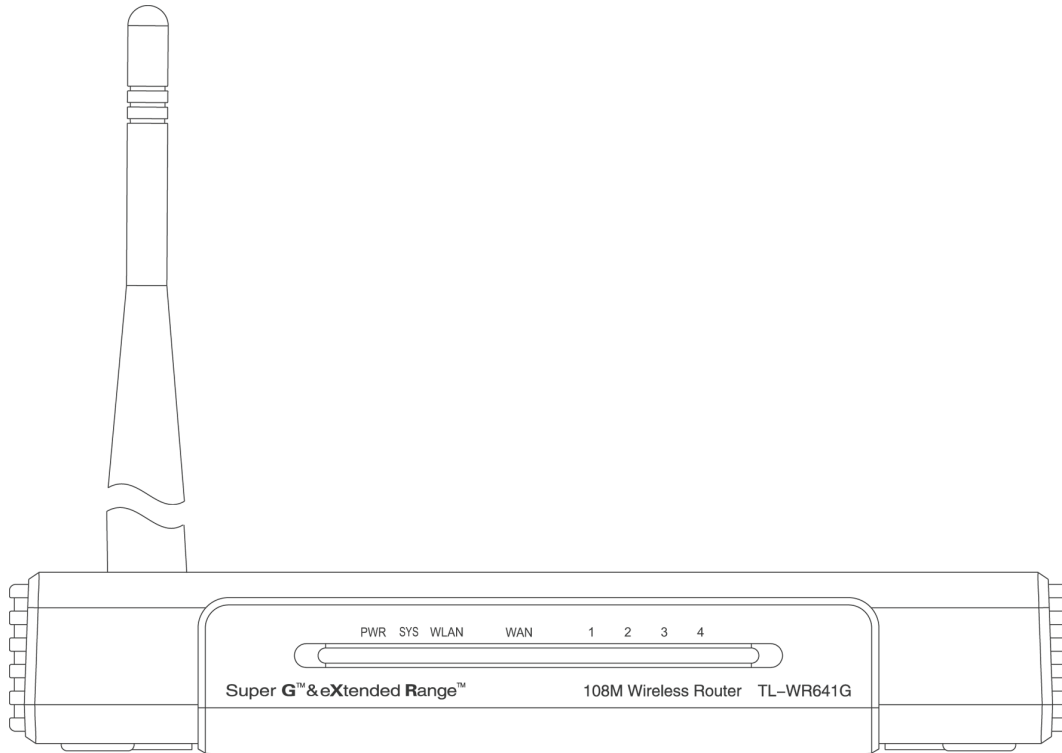 PWR SYS WLAN WAN 1 2 3 4
Super G™&eXtended Range™ 108M Wireless Router TL–WR641G